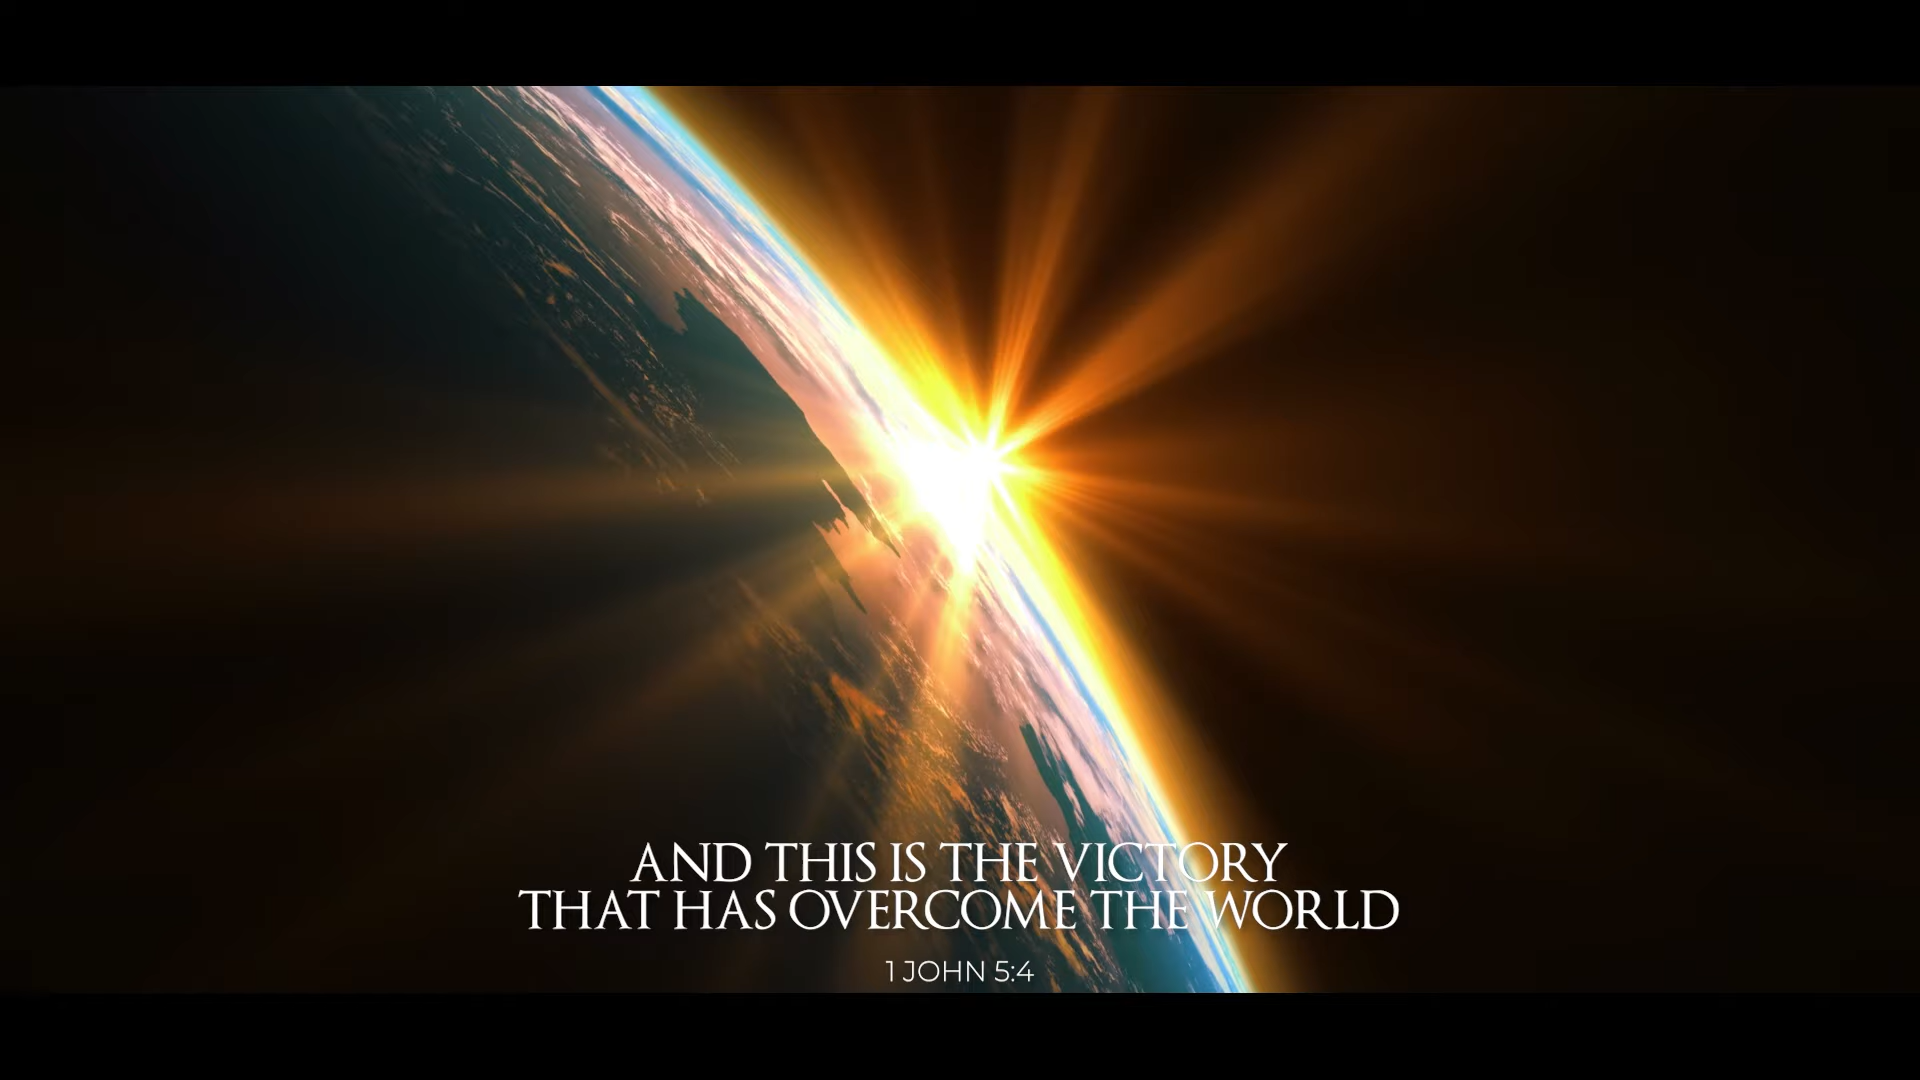 AND THIS IS THE VICTORY
THAT HAS OVERCOME THE WORLD
1 JOHN 5:4